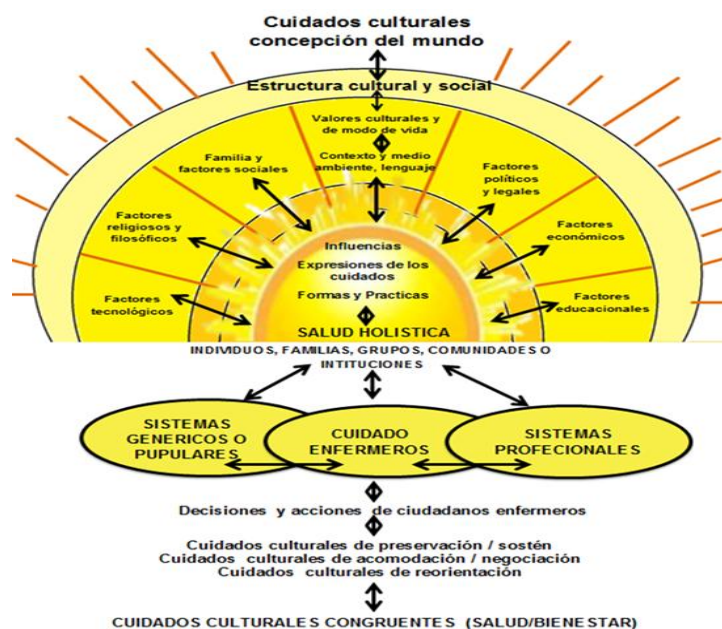 Cuidados culturales
concepción del mundo
Estructura cultural y social
Valores culturales y
de modo de vida
Familia y
factores sociales
Contexto y medio
ambiente, lenguaje
Factores
políticos
y legales
Factores
religiosos y
filosóficos
Factores
económicos
Factores
tecnológicos
Factores
educacionales
Influencias
Expresiones de los
cuidados
Formas y Practicas
SALUD HOLISTICA
INDIVIDUOS, FAMILIAS, GRUPOS, COMUNIDADES O
INTITUCIONES
SISTEMAS
GENERICOS O
PUPULARES
CUIDADO
ENFERMEROS
SISTEMAS
PROFECIONALES
Decisiones y acciones de ciudadanos enfermeros
Cuidados culturales de preservación / sostén
Cuidados culturales de acomodación / negociación
Cuidados culturales de reorientación
CUIDADOS CULTURALES CONGRUENTES (SALUD/BIENESTAR)